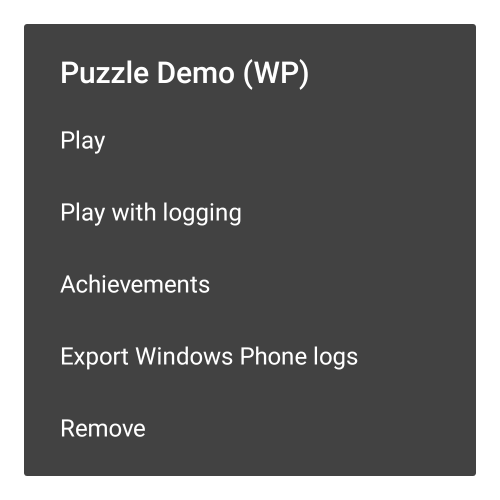 Puzzle Demo (WP)
Play
Play with logging
Achievements
Export Windows Phone logs
Remove